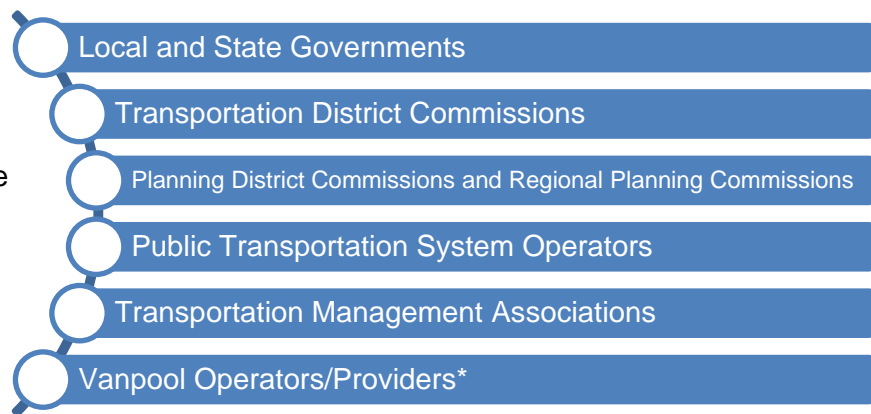 Local and State Governments
Transportation District Commissions
e
Planning District Commissions and Regional Planning Commissions
Public Transportation System Operators
Transportation Management Associations
Vanpool Operators/Providers*